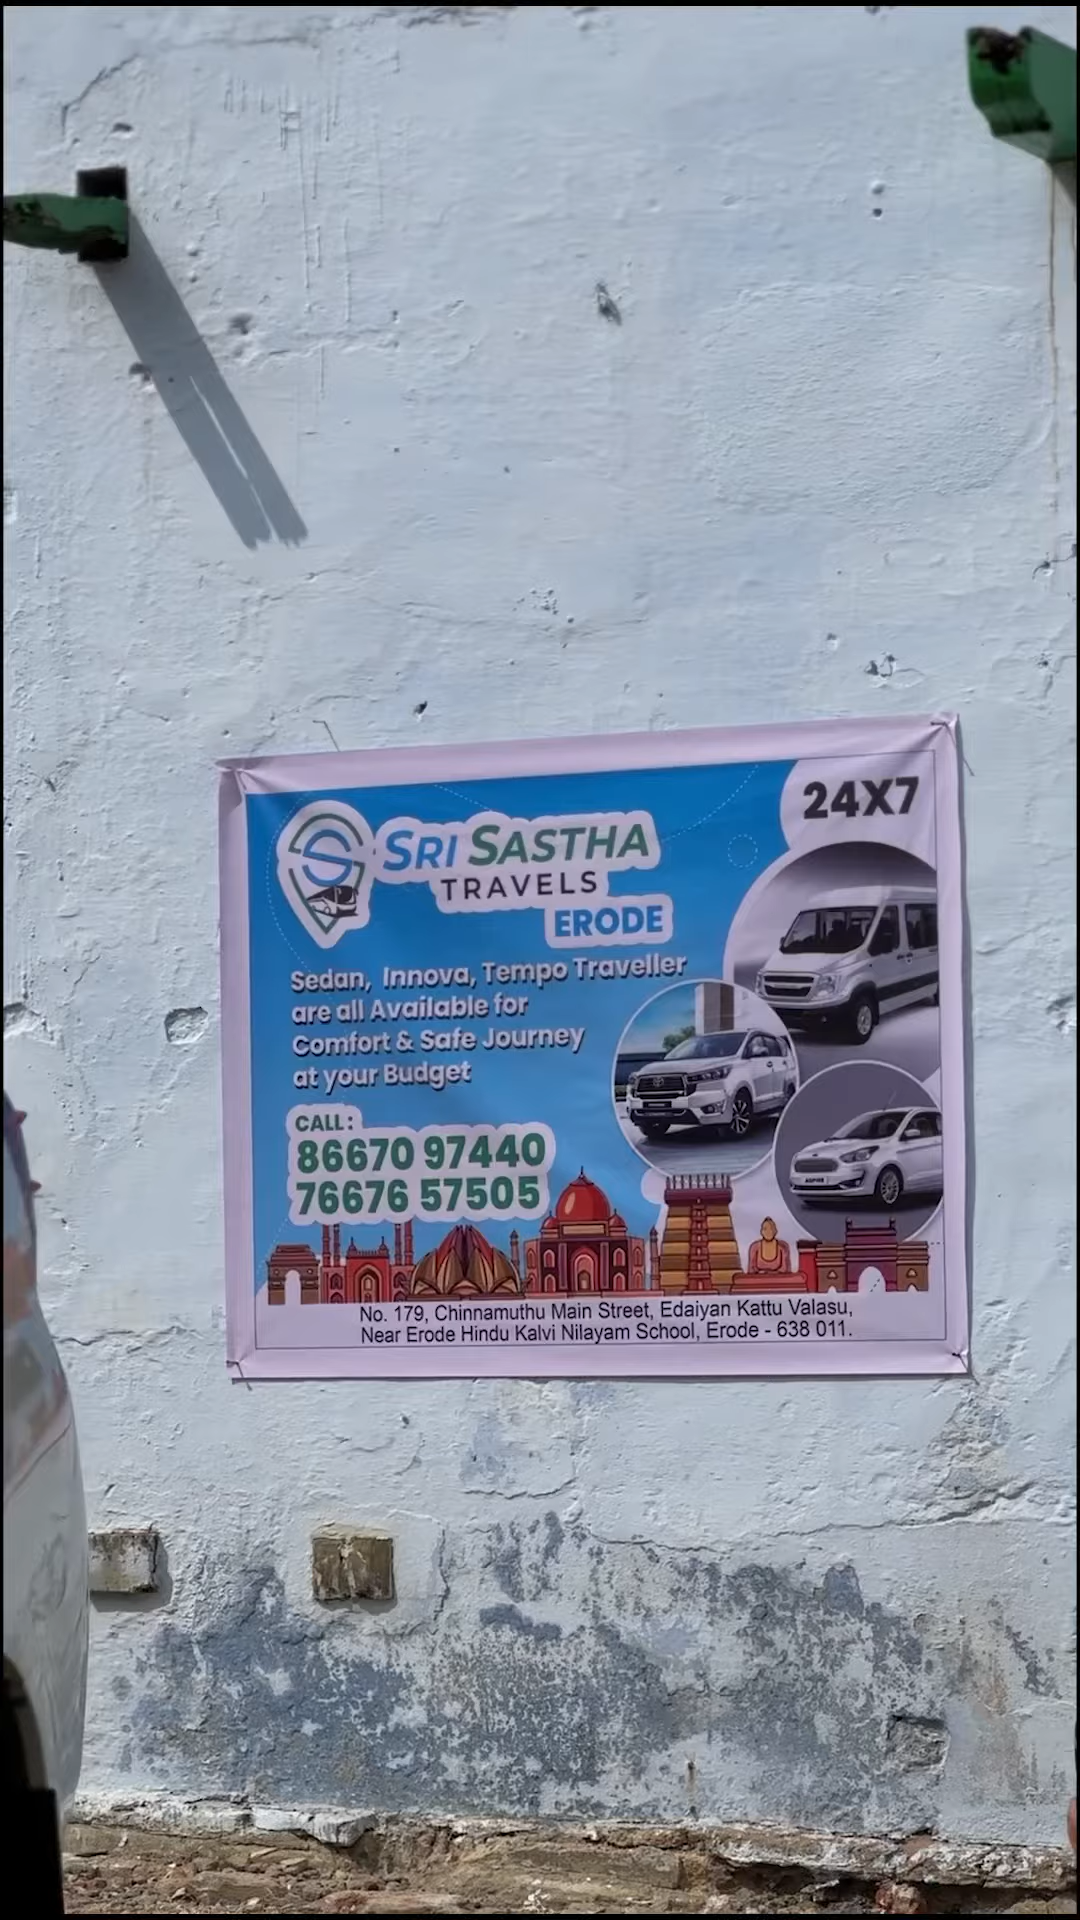 24X7
SRI SASTHA
TRAVELS
ERODE
Sedan, Innova, Tempo Traveller
are all Available for
Comfort & Safe Journey
at your Budget
CALL:
86670 97440
76676 57505
ASPIRE
No. 179, Chinnamuthu Main Street, Edaiyan Kattu Valasu,
Near Erode Hindu Kalvi Nilayam School, Erode - 638 011.